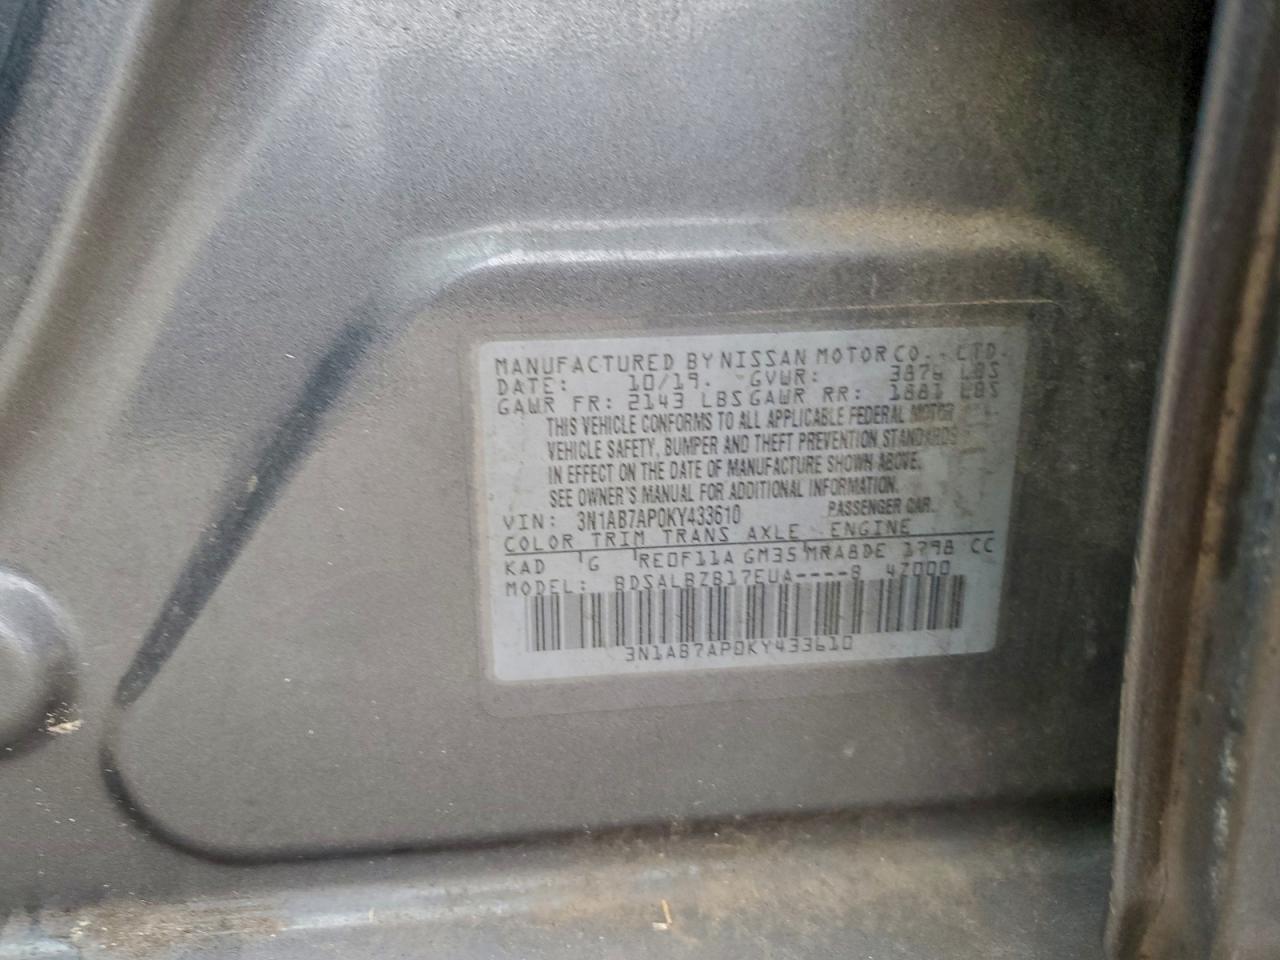 MANUFACTURED BY NISSAN MOTOR CO., LTD.
DATE: 10/19. GVWR: 3876 LBS
GAWR FR: 2143 LBS GAWR RR: 1881 LBS
THIS VEHICLE CONFORMS TO ALL APPLICABLE FEDERAL MOTOR
VEHICLE SAFETY, BUMPER AND THEFT PREVENTION STANDARDS
IN EFFECT ON THE DATE OF MANUFACTURE SHOWN ABOVE.
SEE OWNER'S MANUAL FOR ADDITIONAL INFORMATION.
VIN: 3N1AB7AP0KY433610 PASSENGER CAR.
COLOR TRIM TRANS AXLE ENGINE
KAD G RE0F11A GM35 MRA8DE 1798 CC
MODEL: BDSALBZB17EUA----8 47000
3N1AB7AP0KY433610